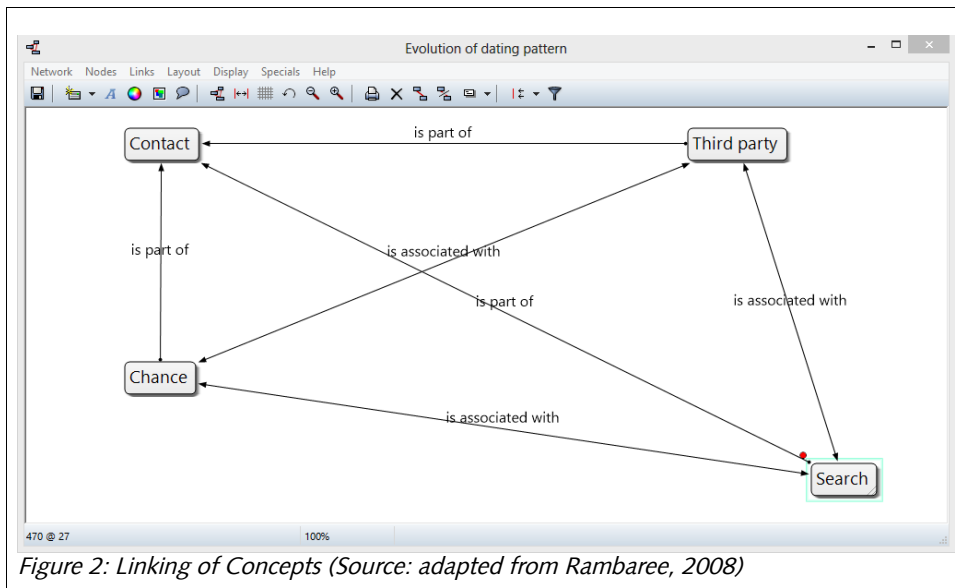 Evolution of dating pattern
Network Nodes Links Layout Display Specials Help
is part of
Contact
Third party
is part of
is associated with
is part of
is associated with
Chance
is associated with
Search
470 @ 27 100%
Figure 2: Linking of Concepts (Source: adapted from Rambaree, 2008)